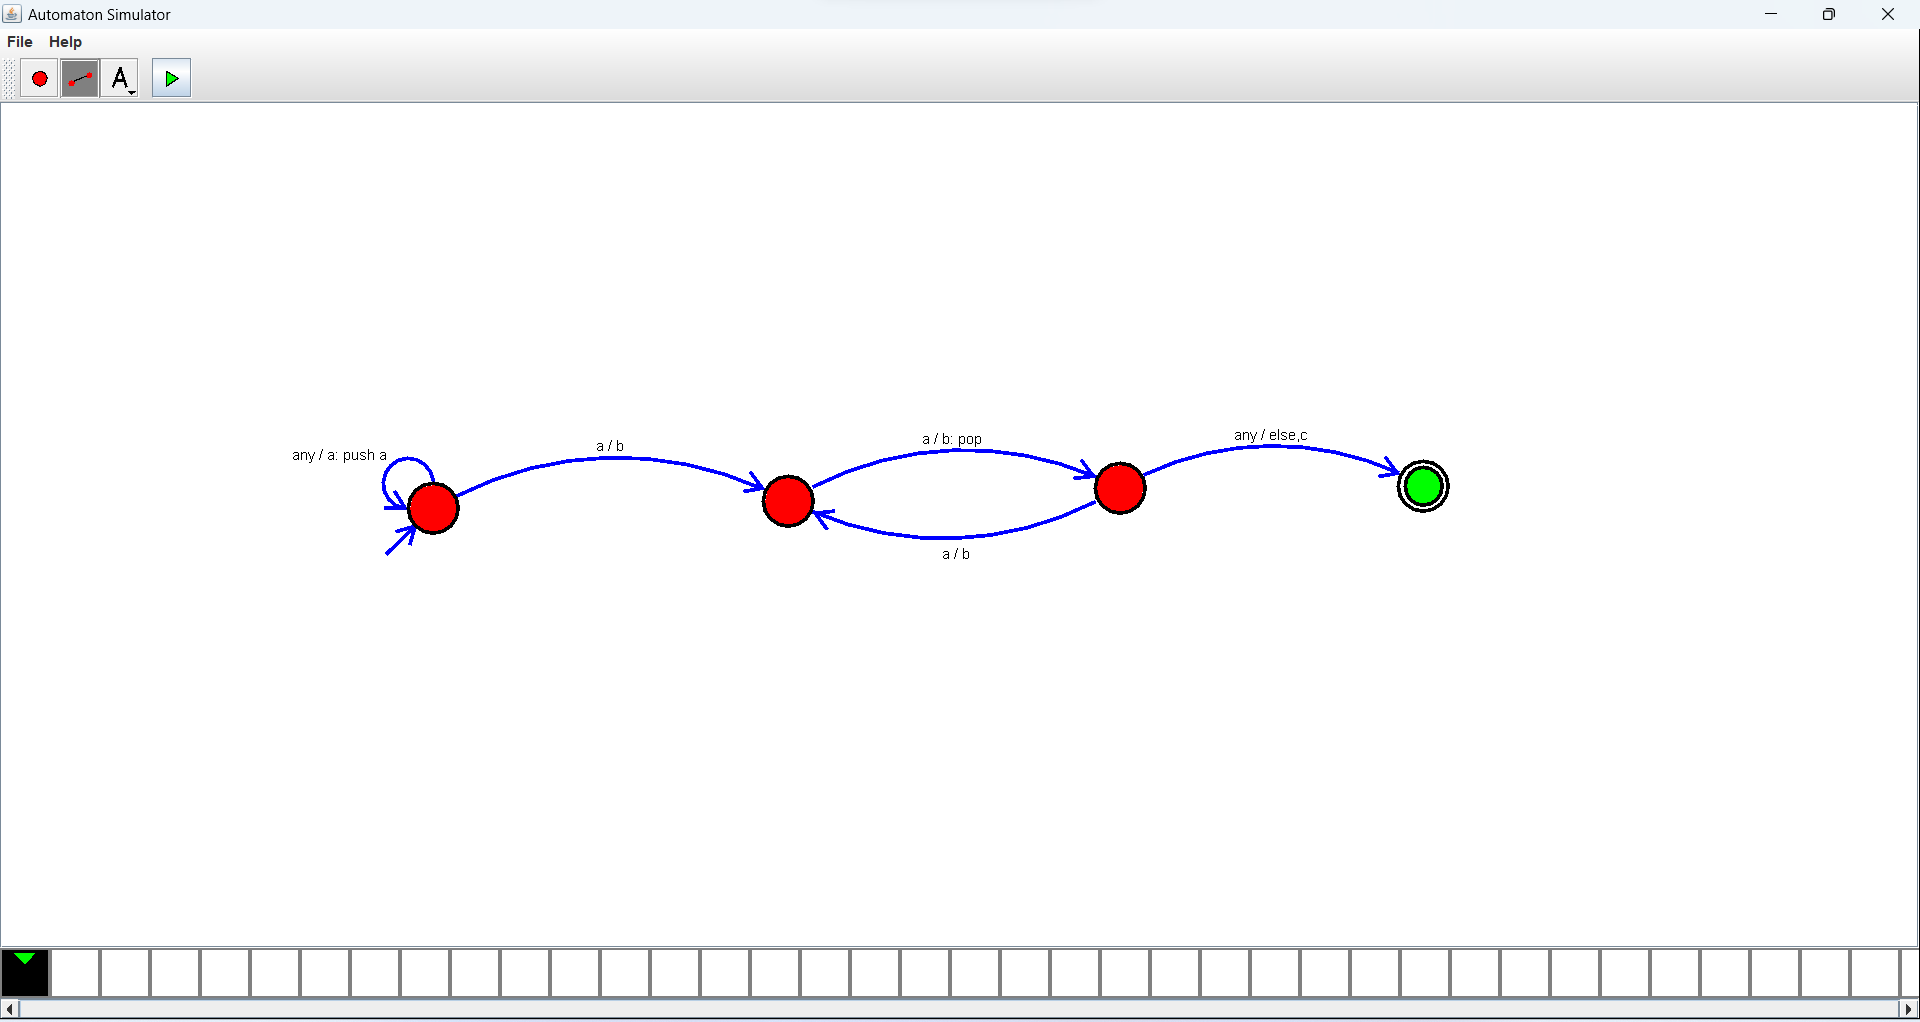 Automaton Simulator
File Help
A
any / a: push a
a / b
a / b: pop
any / else,c
a / b